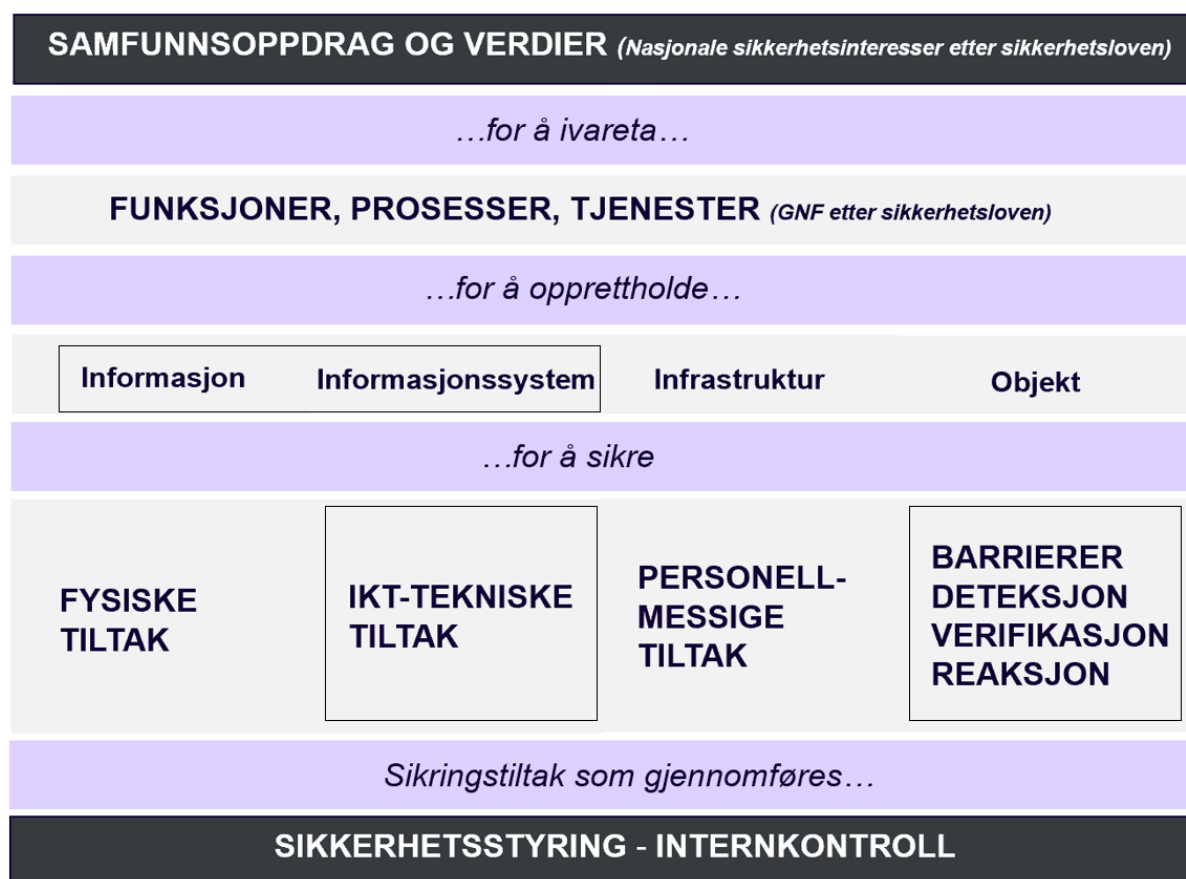 SAMFUNNSOPPDRAG OG VERDIER (Nasjonale sikkerhetsinteresser etter sikkerhetsloven)
…for å ivareta…
FUNKSJONER, PROSESSER, TJENESTER (GNF etter sikkerhetsloven)
…for å opprettholde…
Informasjon Informasjonssystem Infrastruktur Objekt
…for å sikre
FYSISKE
TILTAK
IKT-TEKNISKE
TILTAK
PERSONELL-
MESSIGE
TILTAK
BARRIERER
DETEKSJON
VERIFIKASJON
REAKSJON
Sikringstiltak som gjennomføres…
SIKKERHETSSTYRING - INTERNKONTROLL